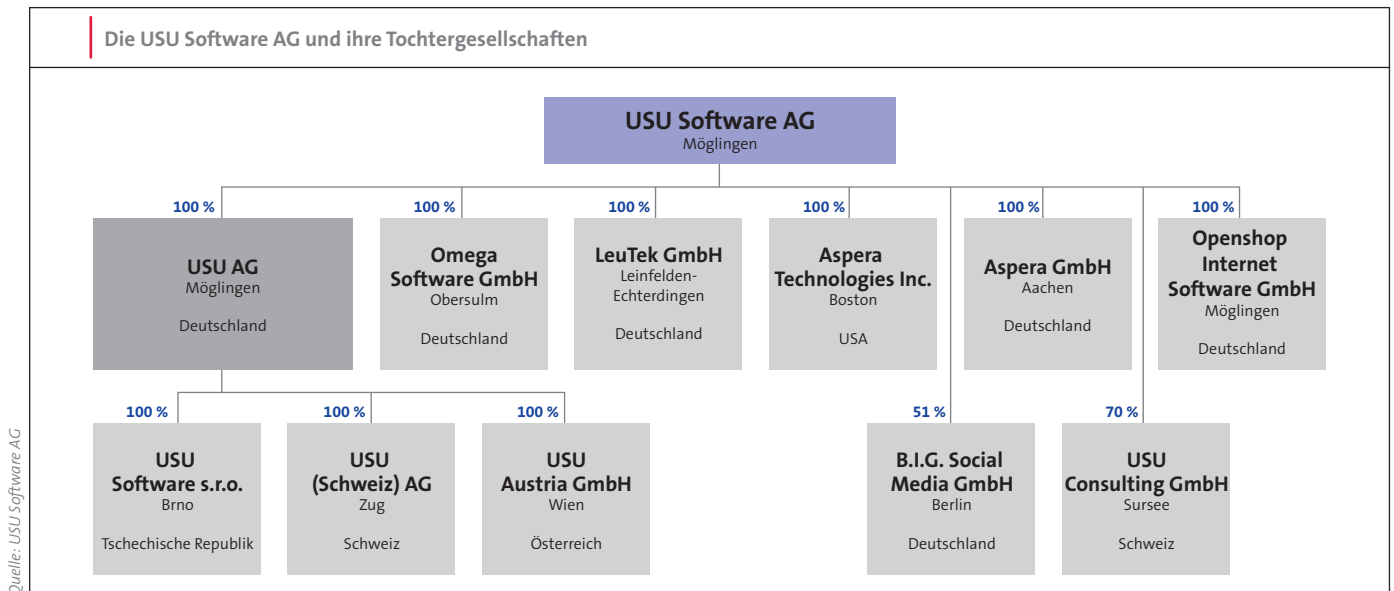 Die USU Software AG und ihre Tochtergesellschaften
USU Software AG
Möglingen
100 %
USU AG
Möglingen
Deutschland
100 %
Omega
Software GmbH
Obersulm
Deutschland
100 %
LeuTek GmbH
Leinfelden-
Echterdingen
Deutschland
100 %
Aspera
Technologies Inc.
Boston
USA
100 %
Aspera GmbH
Aachen
Deutschland
100 %
Openshop
Internet
Software GmbH
Möglingen
Deutschland
100 %
USU
Software s.r.o.
Brno
Tschechische Republik
100 %
USU
(Schweiz) AG
Zug
Schweiz
100 %
USU
Austria GmbH
Wien
Österreich
51 %
B.I.G. Social
Media GmbH
Berlin
Deutschland
70 %
USU
Consulting GmbH
Sursee
Schweiz
Quelle: USU Software AG